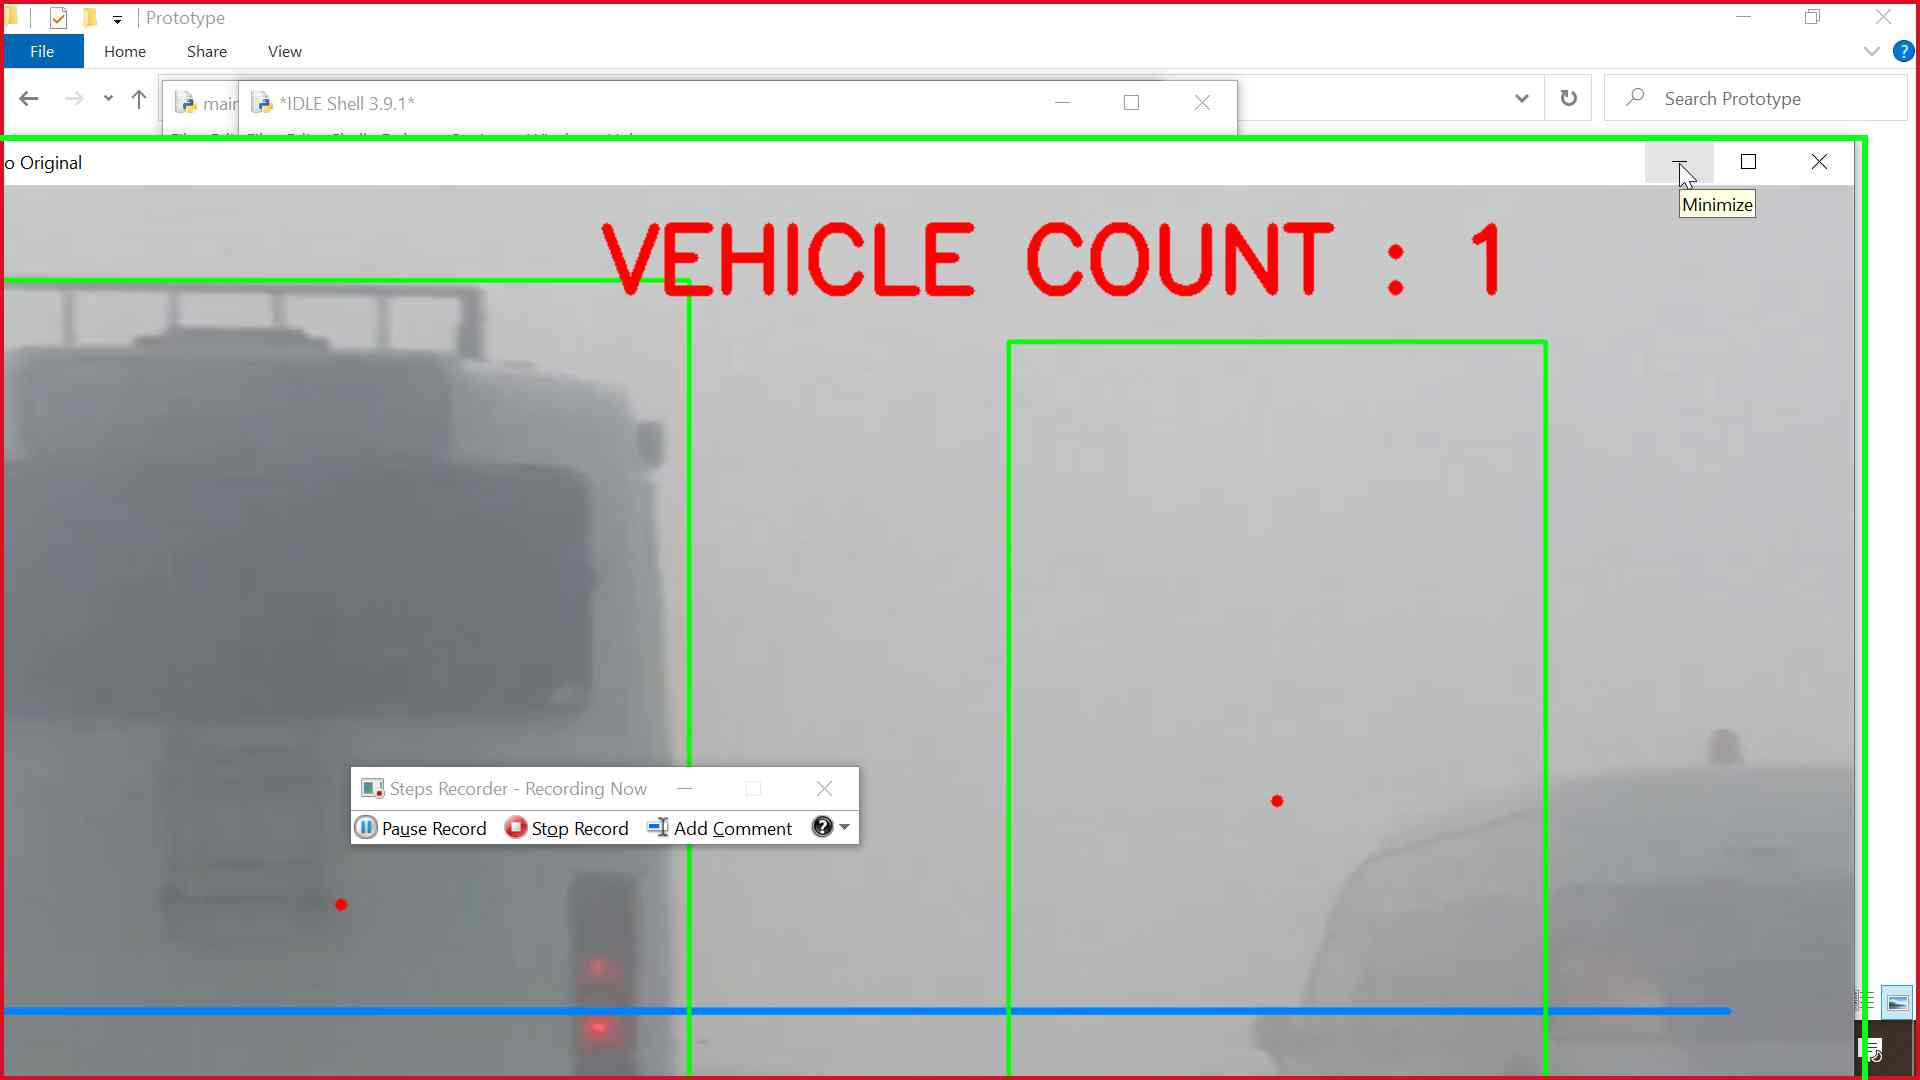 Prototype
File Home Share View
main
*IDLE Shell 3.9.1*
Search Prototype
o Original
Minimize
VEHICLE COUNT : 1
Steps Recorder - Recording Now
Pause Record Stop Record Add Comment